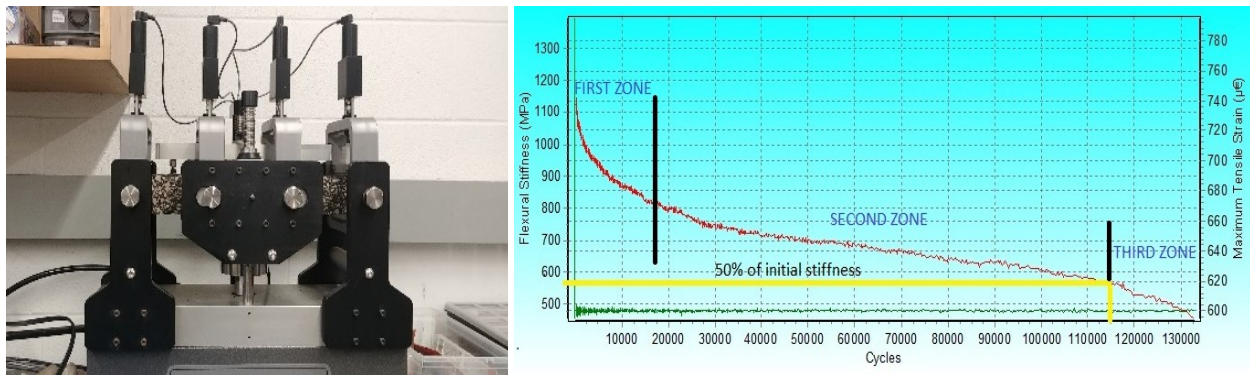 1300
1200
1100
1000
900
800
700
600
500
Flexural Stiffness (MPa)
FIRST ZONE
SECOND ZONE
THIRD ZONE
50% of initial stiffness
780
760
740
720
700
680
660
640
620
600
Maximum Tensile Strain (µε)
10000 20000 30000 40000 50000 60000 70000 80000 90000 100000 110000 120000 130000
Cycles